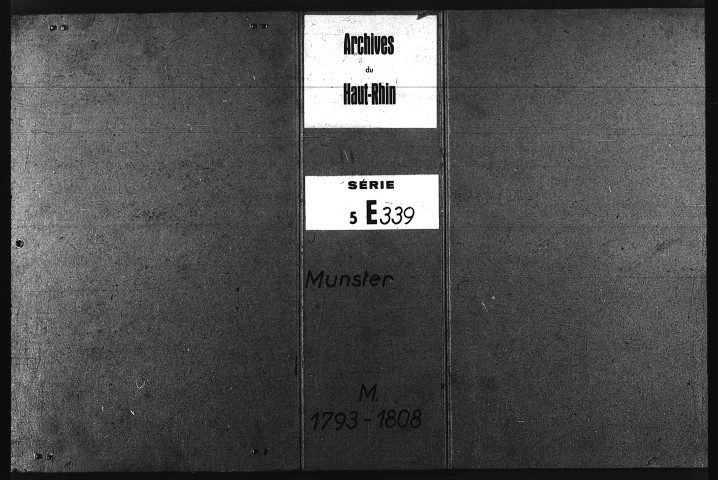 Archives
du
Haut-Rhin
SÉRIE
5 E 339
Munster
M.
1793-1808